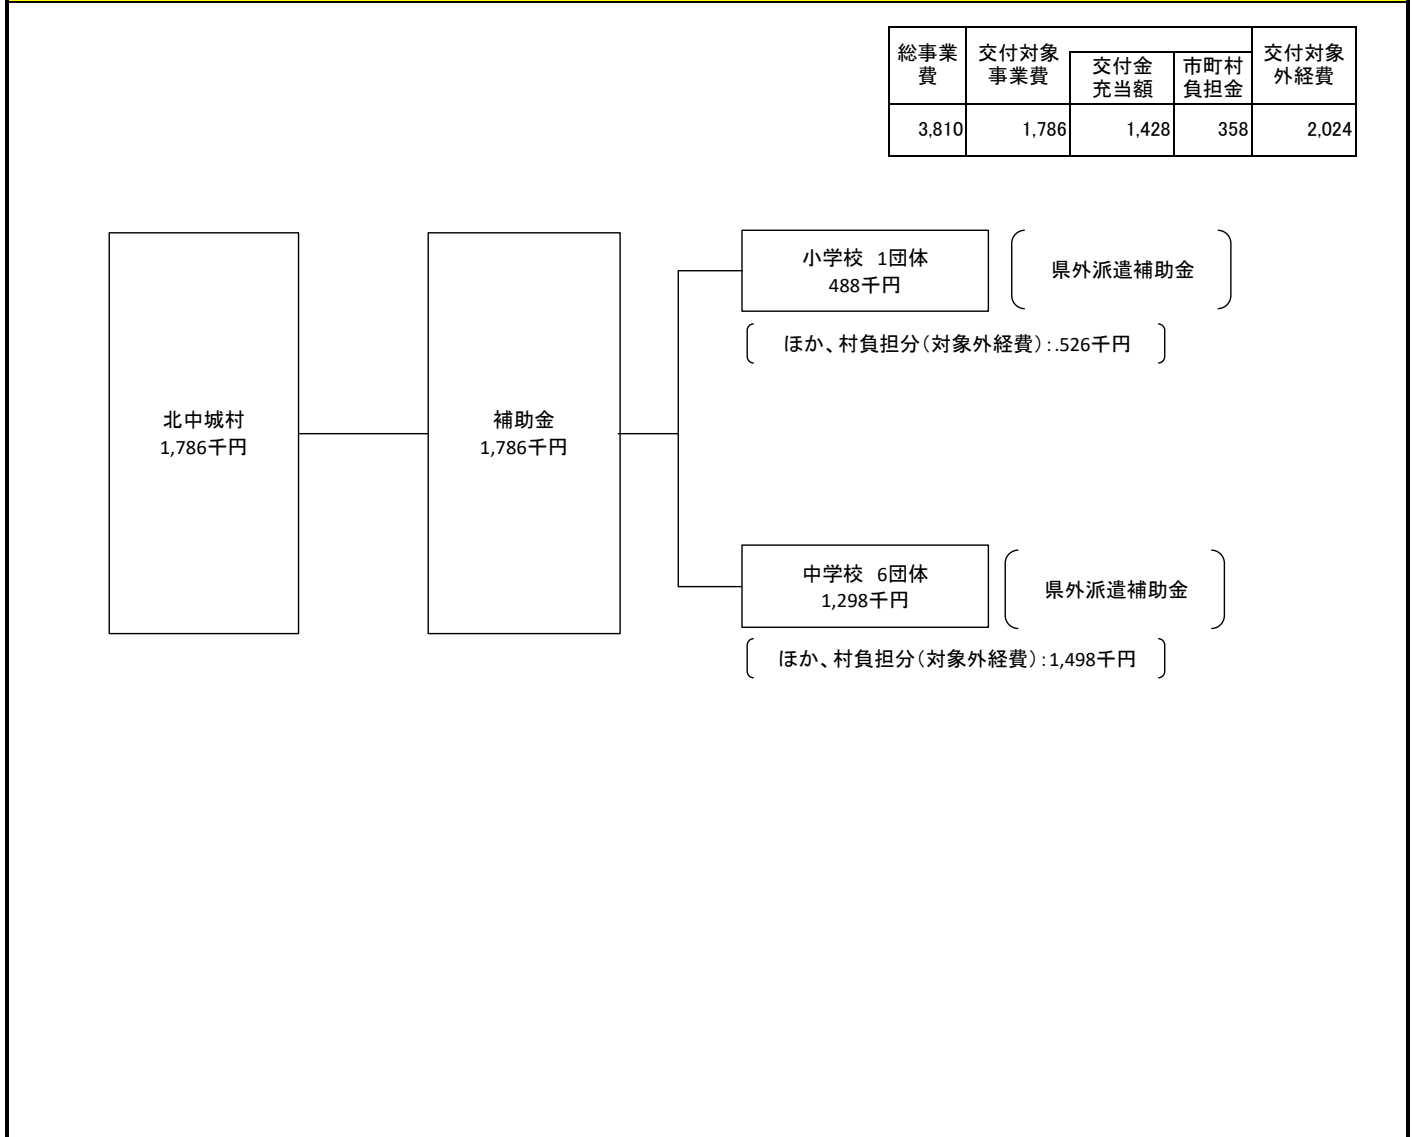 総事業
費
交付対象
事業費
交付金
充当額
市町村
負担金
交付対象
外経費
3,810
1,786
1,428
358
2,024
小学校 1団体
488千円
県外派遣補助金
ほか、村負担分(対象外経費):.526千円
北中城村
1,786千円
補助金
1,786千円
中学校 6団体
1,298千円
県外派遣補助金
ほか、村負担分(対象外経費):1,498千円